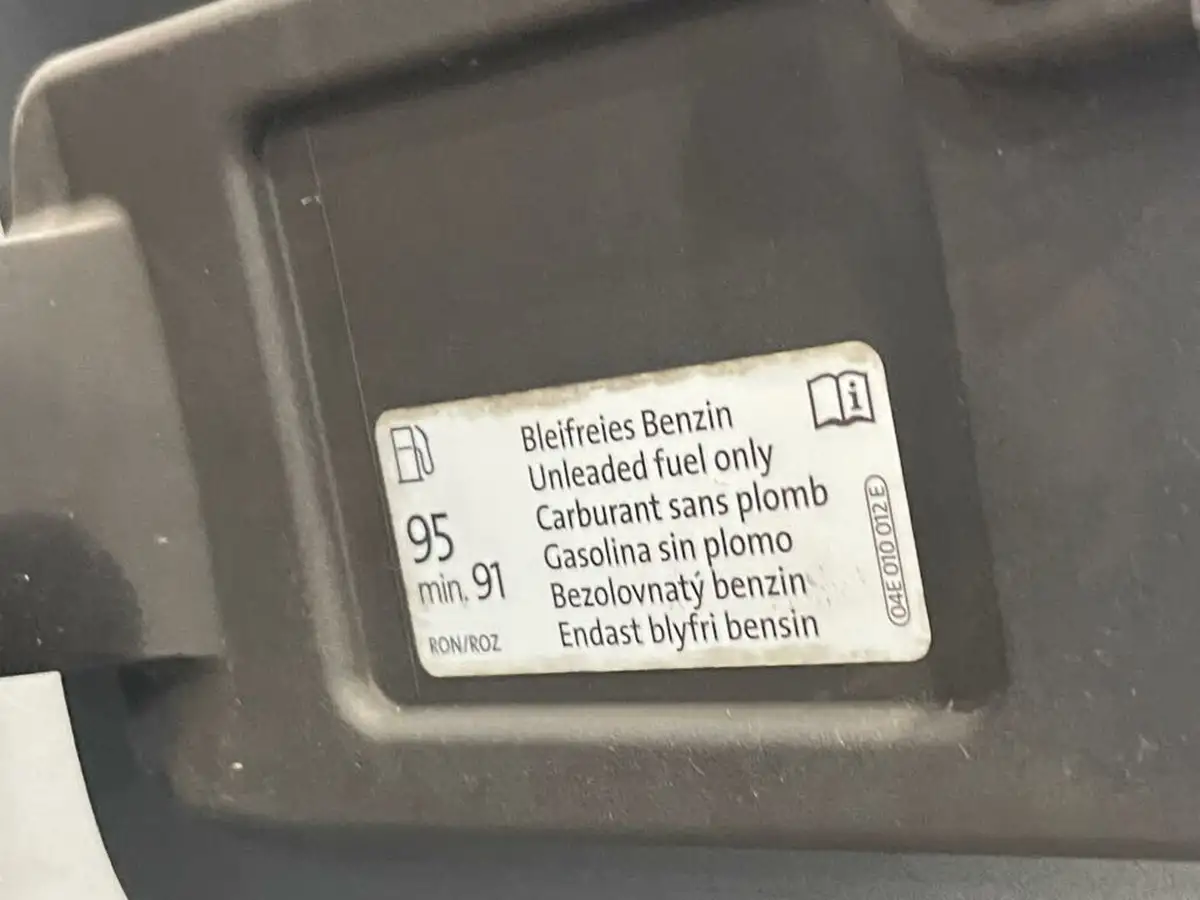 95
min. 91
RON/ROZ
Bleifreies Benzin
Unleaded fuel only
Carburant sans plomb
Gasolina sin plomo
Bezolovnatý benzin
Endast blyfri bensin
i
04E 010 012 E